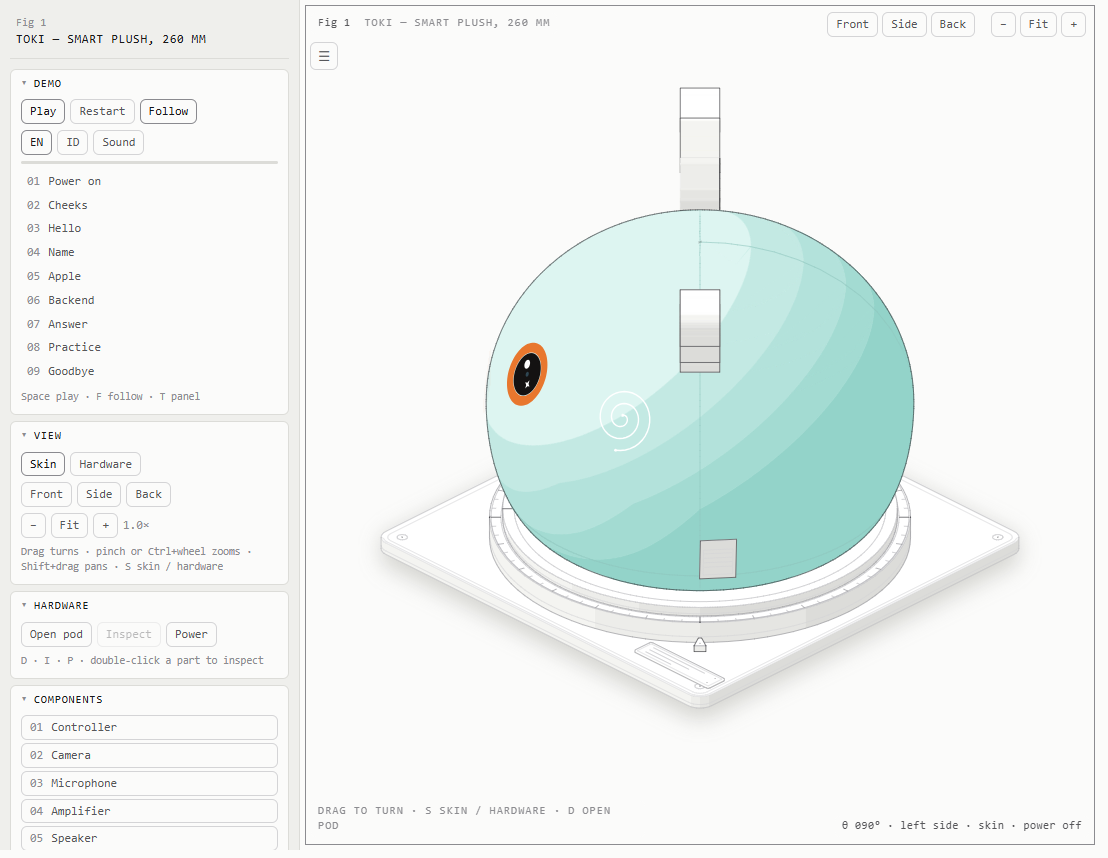 Fig 1
TOKI — SMART PLUSH, 260 MM
▾ DEMO
Play Restart Follow
EN ID Sound
01 Power on
02 Cheeks
03 Hello
04 Name
05 Apple
06 Backend
07 Answer
08 Practice
09 Goodbye
Space play · F follow · T panel
▾ VIEW
Skin Hardware
Front Side Back
− Fit + 1.0×
Drag turns · pinch or Ctrl+wheel zooms ·
Shift+drag pans · S skin / hardware
▾ HARDWARE
Open pod Inspect Power
D · I · P · double-click a part to inspect
▾ COMPONENTS
01 Controller
02 Camera
03 Microphone
04 Amplifier
05 Speaker
Fig 1 TOKI — SMART PLUSH, 260 MM
Front Side Back − Fit +
☰
DRAG TO TURN · S SKIN / HARDWARE · D OPEN
POD
θ 090° · left side · skin · power off